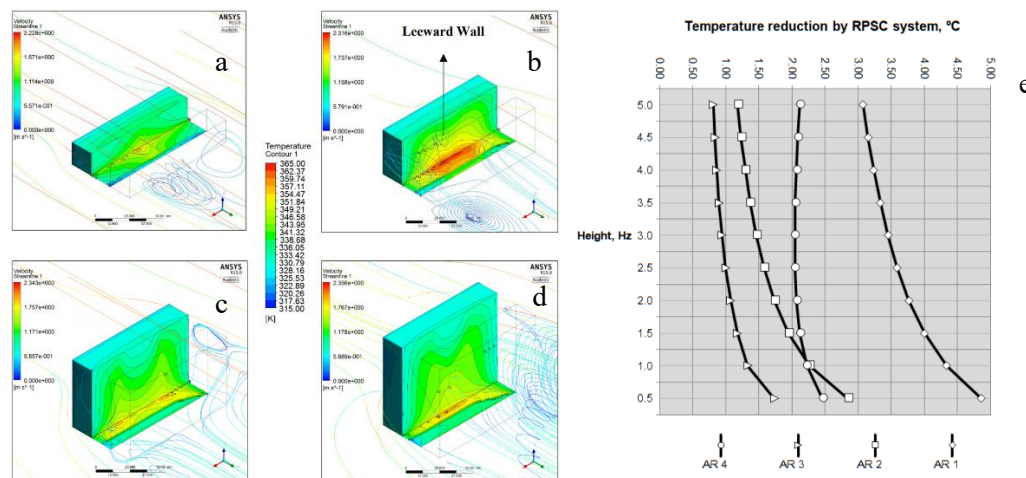 ANSYS
R15.0
Academic
a
Velocity
Streamline 1
2.228e+000
1.671e+000
1.114e+000
5.571e-001
0.000e+000
[m s^-1]
ANSYS
R15.0
Academic
b
Leeward Wall
Velocity
Streamline 1
2.316e+000
1.737e+000
1.158e+000
5.791e-001
0.000e+000
[m s^-1]
Temperature
Contour 1
365.00
362.37
359.74
357.11
354.47
351.84
349.21
346.58
343.95
341.32
338.68
336.05
333.42
330.79
328.16
325.53
322.89
320.26
317.63
315.00
[K]
ANSYS
R15.0
Academic
c
Velocity
Streamline 1
2.343e+000
1.757e+000
1.171e+000
5.857e-001
0.000e+000
[m s^-1]
ANSYS
R15.0
Academic
d
Velocity
Streamline 1
2.356e+000
1.767e+000
1.178e+000
5.888e-001
0.000e+000
[m s^-1]
Temperature reduction by RPSC system, ºC
0.00 0.50 1.00 1.50 2.00 2.50 3.00 3.50 4.00 4.50 5.00
e
5.0
4.5
4.0
3.5
Height, Hz 3.0
2.5
2.0
1.5
1.0
0.5
AR 4 AR 3 AR 2 AR 1